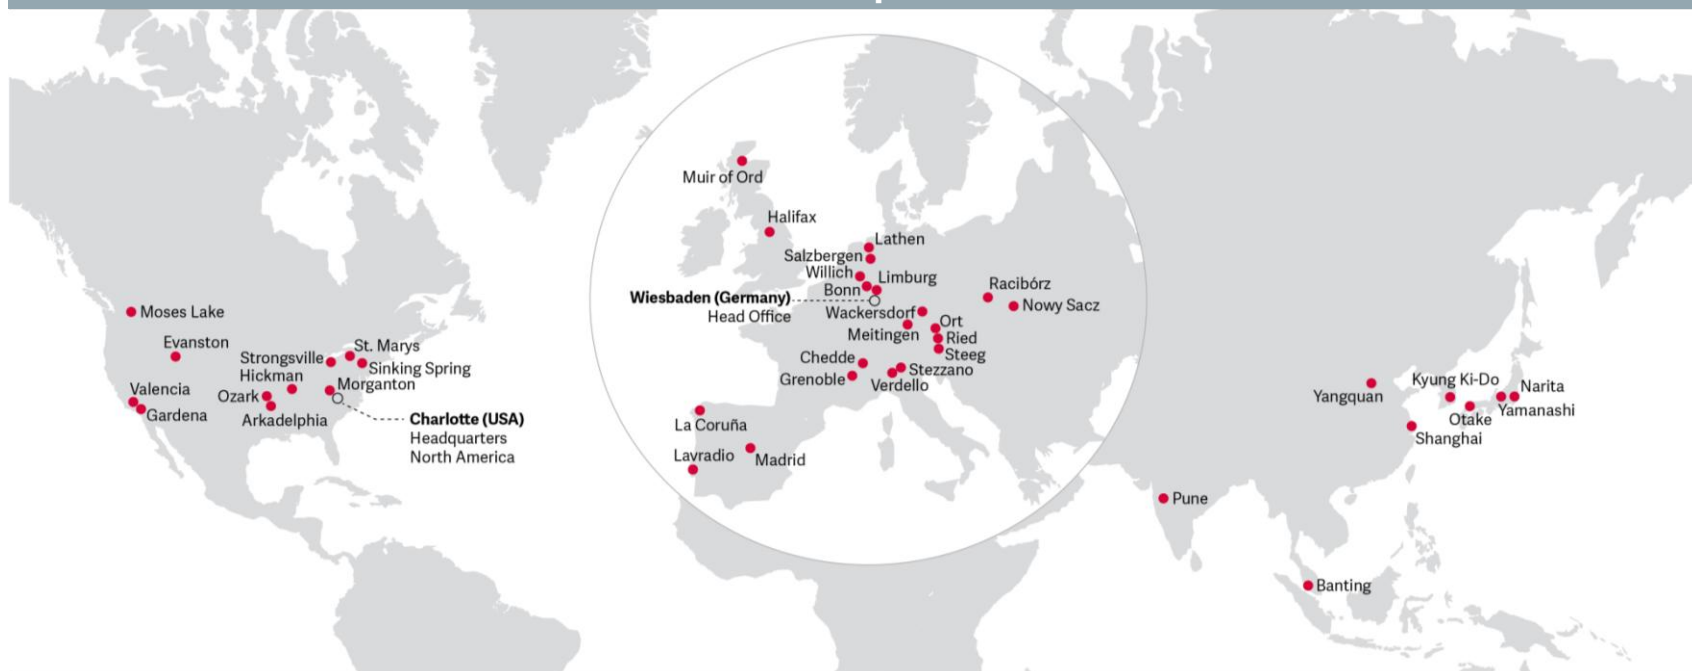 Moses Lake
Evanston
Valencia
Gardena
Strongsville
Hickman
Ozark
Arkadelphia
St. Marys
Sinking Spring
Morganton
Charlotte (USA)
Headquarters
North America
Muir of Ord
Halifax
Lathen
Salzbergen
Willich
Limburg
Bonn
Wiesbaden (Germany)
Head Office
Wackersdorf
Meitingen
Ort
Ried
Steeg
Racibórz
Nowy Sacz
Chedde
Grenoble
Stezzano
Verdello
La Coruña
Lavradio
Madrid
Yangquan
Kyung Ki-Do
Narita
Yamanashi
Otake
Shanghai
Pune
Banting